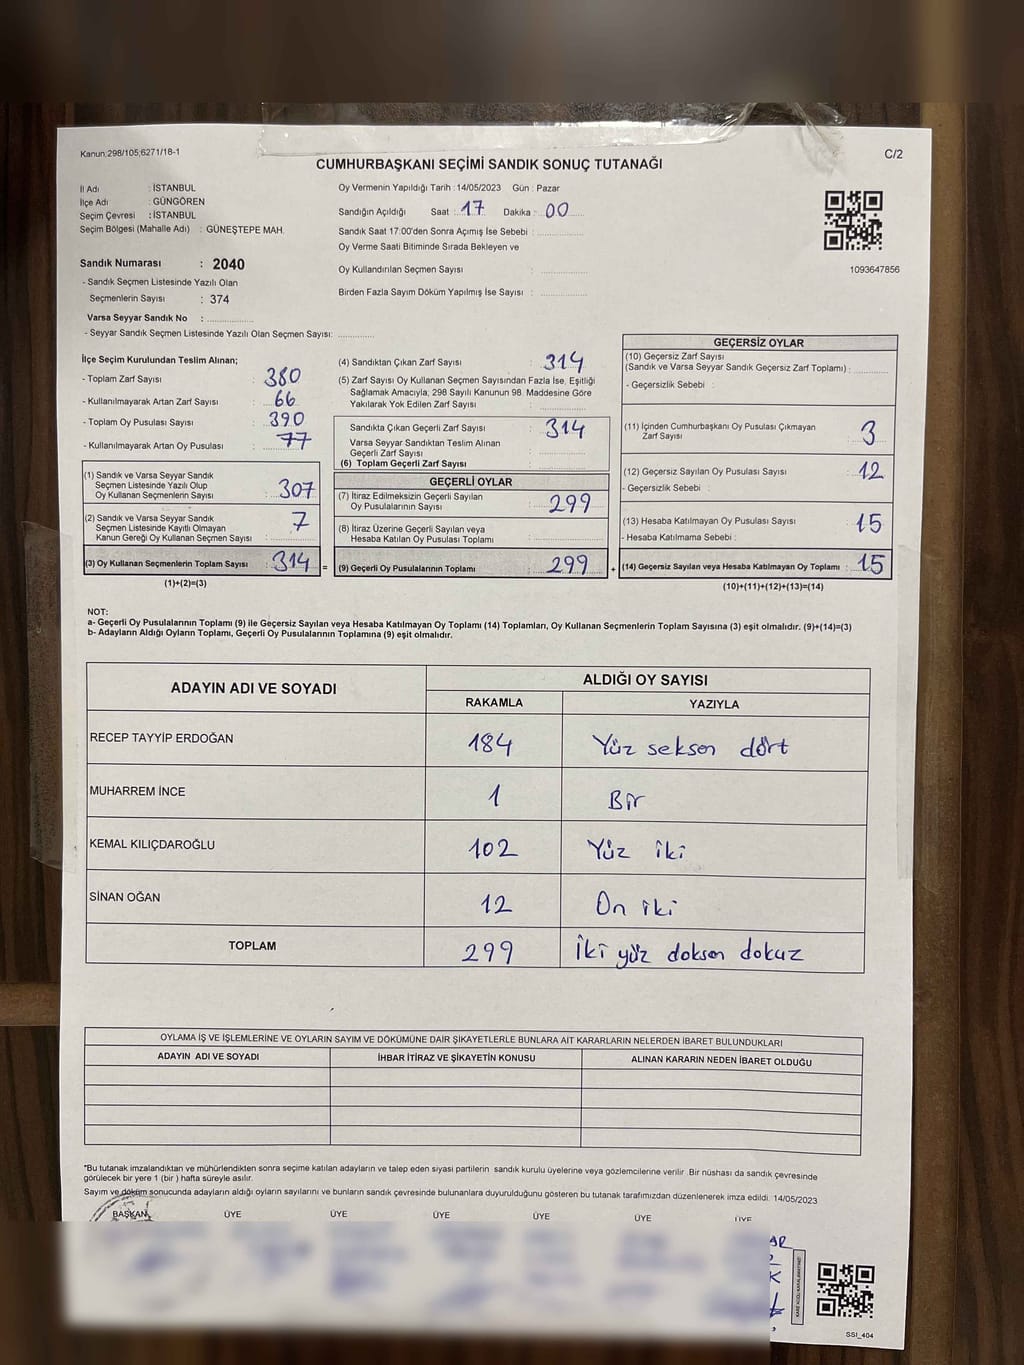 Kanun:298/105;6271/18-1
C/2
CUMHURBAŞKANI SEÇİMİ SANDIK SONUÇ TUTANAĞI
İl Adı : İSTANBUL
İlçe Adı : GÜNGÖREN
Seçim Çevresi : İSTANBUL
Seçim Bölgesi (Mahalle Adı) : GÜNEŞTEPE MAH.
Oy Vermenin Yapıldığı Tarih : 14/05/2023 Gün : Pazar
Sandığın Açıldığı Saat : 17 Dakika : 00
Sandık Saat 17:00'den Sonra Açımış İse Sebebi :
Oy Verme Saati Bitiminde Sırada Bekleyen ve
Oy Kullandırılan Seçmen Sayısı :
Birden Fazla Sayım Döküm Yapılmış İse Sayısı :
1093647856
Sandık Numarası : 2040
- Sandık Seçmen Listesinde Yazılı Olan
Seçmenlerin Sayısı : 374
Varsa Seyyar Sandık No :
- Seyyar Sandık Seçmen Listesinde Yazılı Olan Seçmen Sayısı:
İlçe Seçim Kurulundan Teslim Alınan;
- Toplam Zarf Sayısı : 380
- Kullanılmayarak Artan Zarf Sayısı : 66
- Toplam Oy Pusulası Sayısı : 390
- Kullanılmayarak Artan Oy Pusulası : 77
(1) Sandık ve Varsa Seyyar Sandık
Seçmen Listesinde Yazılı Olup
Oy Kullanan Seçmenlerin Sayısı : 307
(2) Sandık ve Varsa Seyyar Sandık
Seçmen Listesinde Kayıtlı Olmayan
Kanun Gereği Oy Kullanan Seçmen Sayısı : 7
(3) Oy Kullanan Seçmenlerin Toplam Sayısı : 314 =
(1)+(2)=(3)
(4) Sandıktan Çıkan Zarf Sayısı : 314
(5) Zarf Sayısı Oy Kullanan Seçmen Sayısından Fazla İse, Eşitliği
Sağlamak Amacıyla; 298 Sayılı Kanunun 98. Maddesine Göre
Yakılarak Yok Edilen Zarf Sayısı :
Sandıkta Çıkan Geçerli Zarf Sayısı : 314
Varsa Seyyar Sandıktan Teslim Alınan
Geçerli Zarf Sayısı :
(6) Toplam Geçerli Zarf Sayısı :
GEÇERLİ OYLAR
(7) İtiraz Edilmeksizin Geçerli Sayılan
Oy Pusulalarının Sayısı : 299
(8) İtiraz Üzerine Geçerli Sayılan veya
Hesaba Katılan Oy Pusulası Toplamı :
(9) Geçerli Oy Pusulalarının Toplamı : 299 +
GEÇERSİZ OYLAR
(10) Geçersiz Zarf Sayısı
(Sandık ve Varsa Seyyar Sandık Geçersiz Zarf Toplamı) :
- Geçersizlik Sebebi :
(11) İçinden Cumhurbaşkanı Oy Pusulası Çıkmayan
Zarf Sayısı : 3
(12) Geçersiz Sayılan Oy Pusulası Sayısı : 12
- Geçersizlik Sebebi :
(13) Hesaba Katılmayan Oy Pusulası Sayısı : 15
- Hesaba Katılmama Sebebi :
(14) Geçersiz Sayılan veya Hesaba Katılmayan Oy Toplamı : 15
(10)+(11)+(12)+(13)=(14)
NOT:
a- Geçerli Oy Pusulalarının Toplamı (9) ile Geçersiz Sayılan veya Hesaba Katılmayan Oy Toplamı (14) Toplamları, Oy Kullanan Seçmenlerin Toplam Sayısına (3) eşit olmalıdır. (9)+(14)=(3)
b- Adayların Aldığı Oyların Toplamı, Geçerli Oy Pusulalarının Toplamına (9) eşit olmalıdır.
ADAYIN ADI VE SOYADI ALDIĞI OY SAYISI
RAKAMLA YAZIYLA
RECEP TAYYİP ERDOĞAN 184 Yüz seksen dört
MUHARREM İNCE 1 Bir
KEMAL KILIÇDAROĞLU 102 Yüz iki
SİNAN OĞAN 12 On iki
TOPLAM 299 İki yüz doksan dokuz
OYLAMA İŞ VE İŞLEMLERİNE VE OYLARIN SAYIM VE DÖKÜMÜNE DAİR ŞİKAYETLERLE BUNLARA AİT KARARLARIN NELERDEN İBARET BULUNDUKLARI
ADAYIN ADI VE SOYADI İHBAR İTİRAZ VE ŞİKAYETİN KONUSU ALINAN KARARIN NEDEN İBARET OLDUĞU
*Bu tutanak imzalandıktan ve mühürlendikten sonra seçime katılan adayların ve talep eden siyasi partilerin sandık kurulu üyelerine veya gözlemcilerine verilir. Bir nüshası da sandık çevresinde
görülecek bir yere 1 (bir ) hafta süreyle asılır.
Sayım ve döküm sonucunda adayların aldığı oyların sayılarını ve bunların sandık çevresinde bulunanlara duyurulduğunu gösteren bu tutanak tarafımızdan düzenlenerek imza edildi. 14/05/2023
BAŞKAN ÜYE ÜYE ÜYE ÜYE ÜYE ÜYE
SSI_404